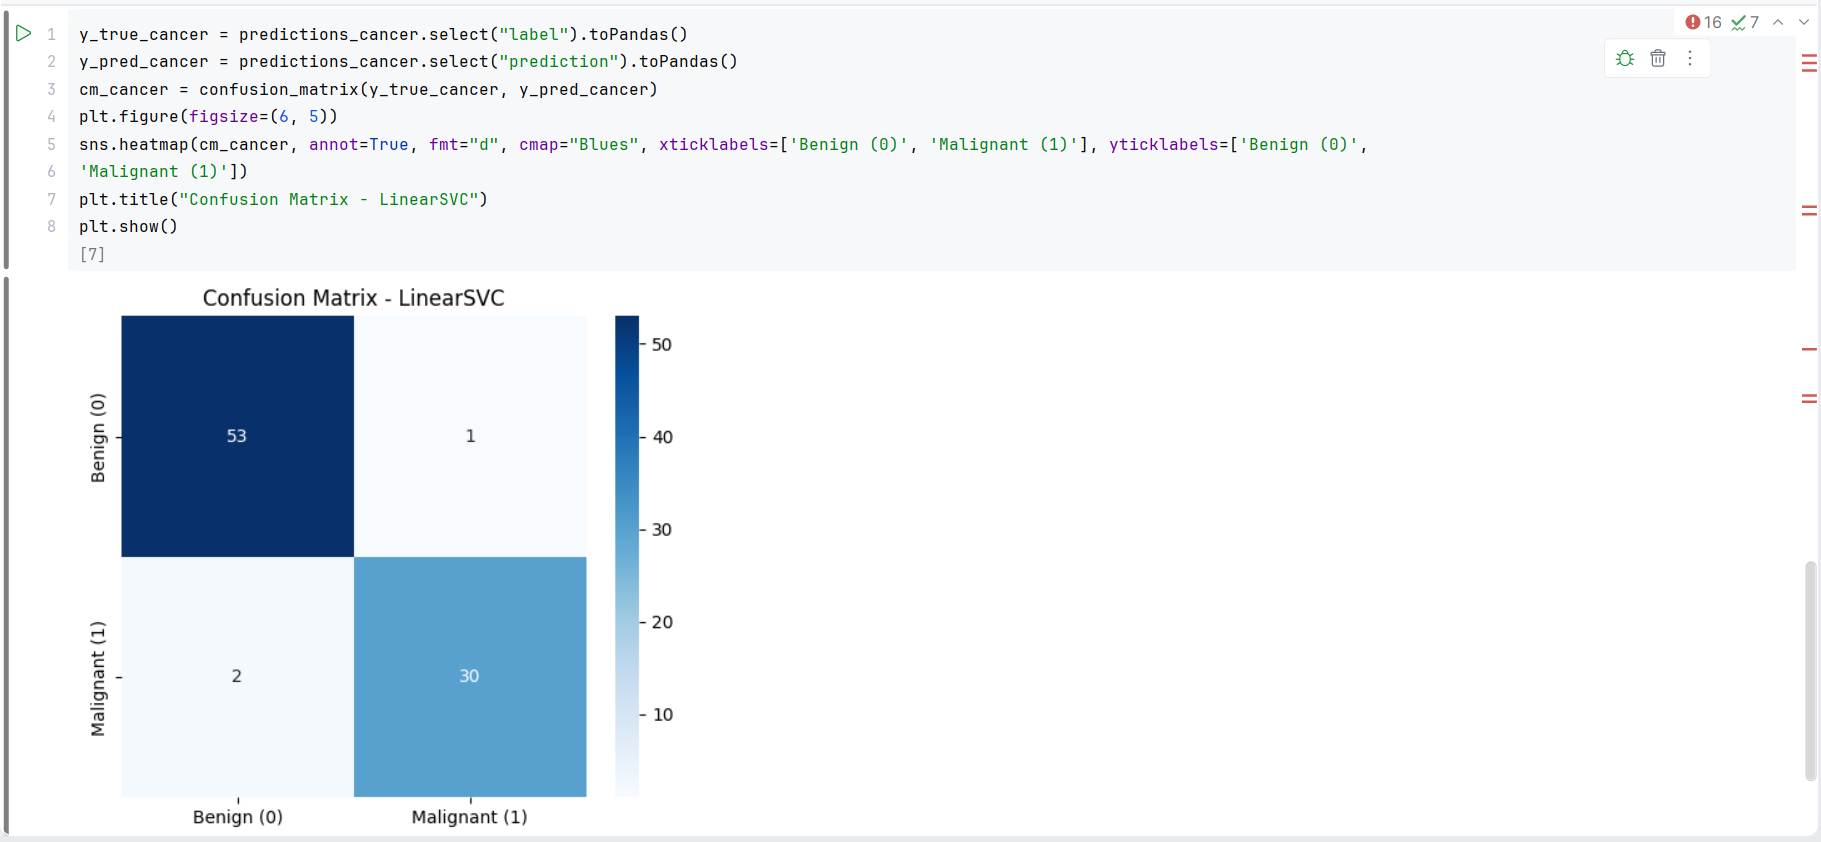 16 7
1 y_true_cancer = predictions_cancer.select("label").toPandas()
2 y_pred_cancer = predictions_cancer.select("prediction").toPandas()
3 cm_cancer = confusion_matrix(y_true_cancer, y_pred_cancer)
4 plt.figure(figsize=(6, 5))
5 sns.heatmap(cm_cancer, annot=True, fmt="d", cmap="Blues", xticklabels=['Benign (0)', 'Malignant (1)'], yticklabels=['Benign (0)',
6 'Malignant (1)'])
7 plt.title("Confusion Matrix - LinearSVC")
8 plt.show()
[7]
Confusion Matrix - LinearSVC
Benign (0)
53
1
Malignant (1)
2
30
Benign (0)
Malignant (1)
50
40
30
20
10